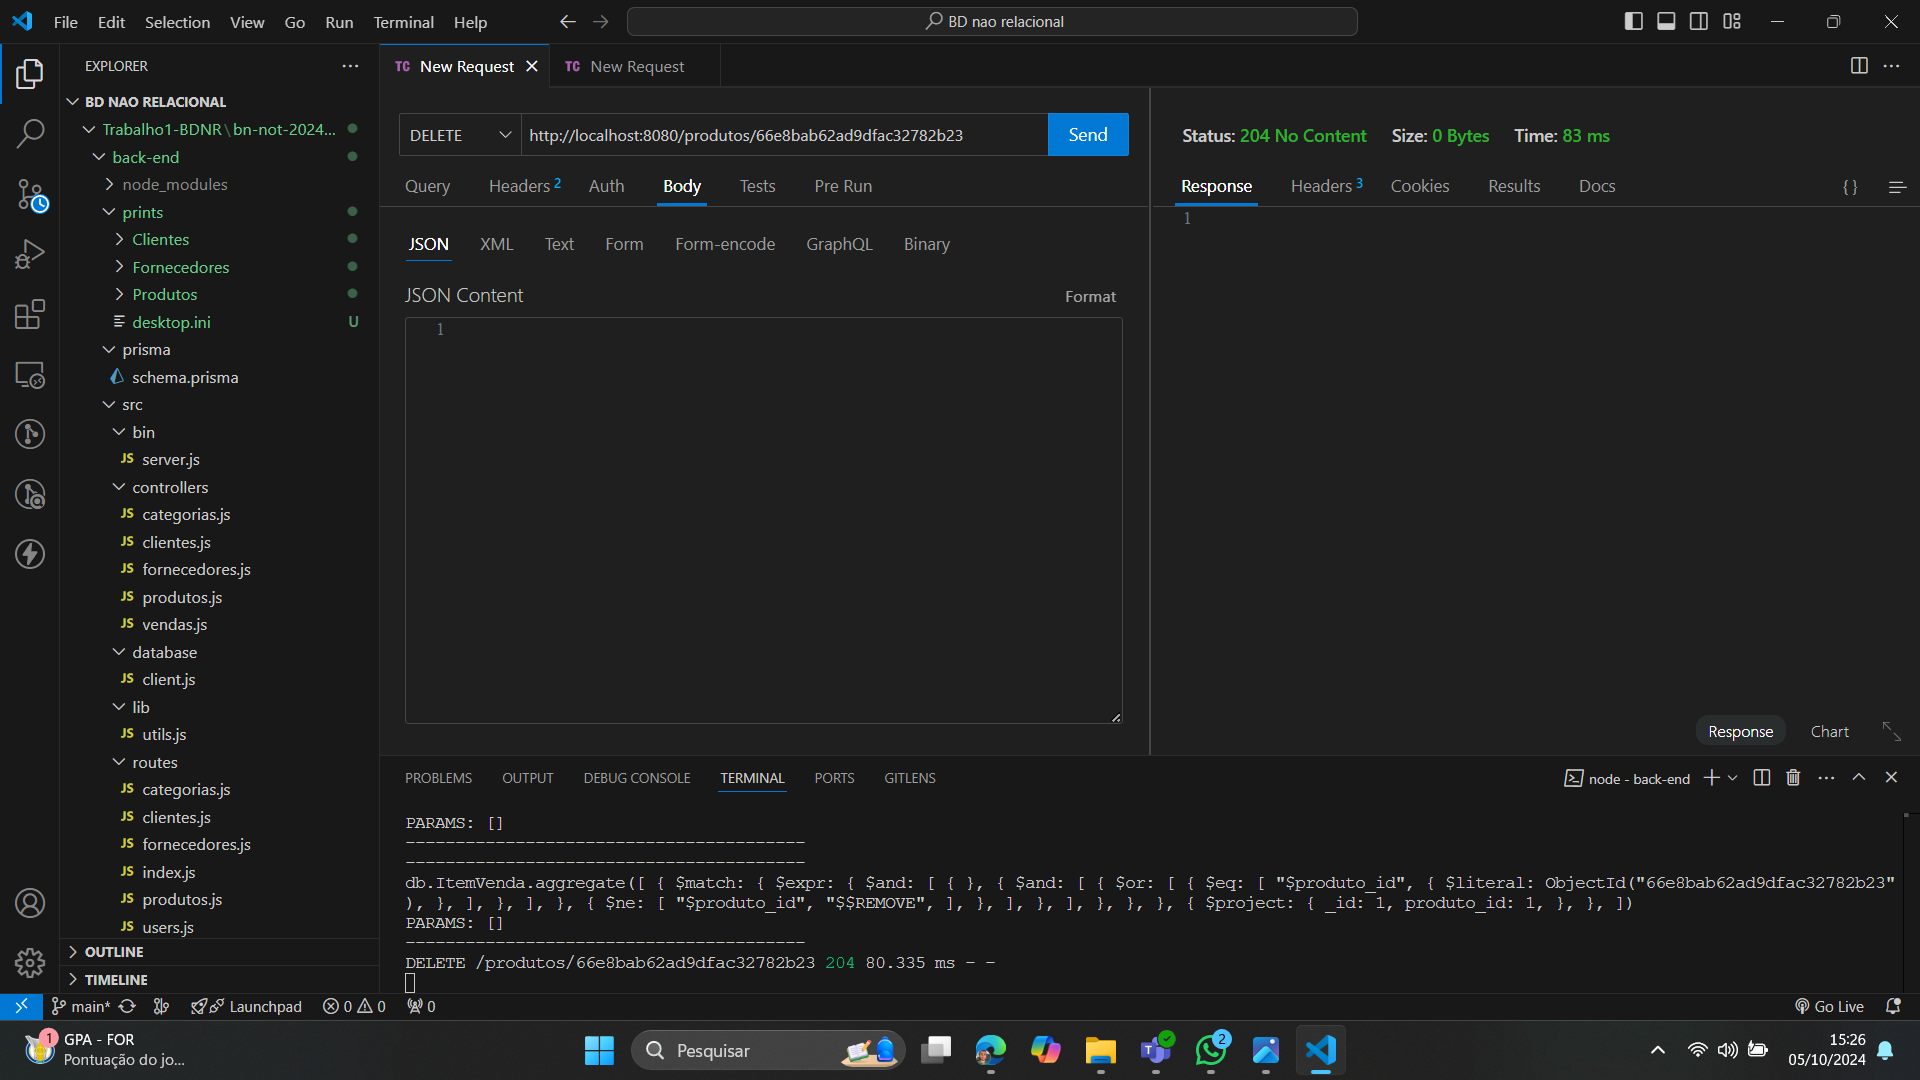 File Edit Selection View Go Run Terminal Help
BD nao relacional
EXPLORER
BD NAO RELACIONAL
Trabalho1-BDNR\bn-not-2024...
back-end
node_modules
prints
Clientes
Fornecedores
Produtos
desktop.ini U
prisma
schema.prisma
src
bin
JS server.js
controllers
JS categorias.js
JS clientes.js
JS fornecedores.js
JS produtos.js
JS vendas.js
database
JS client.js
lib
JS utils.js
routes
JS categorias.js
JS clientes.js
JS fornecedores.js
JS index.js
JS produtos.js
JS users.js
OUTLINE
TIMELINE
TC New Request TC New Request
DELETE http://localhost:8080/produtos/66e8bab62ad9dfac32782b23 Send
Query Headers 2 Auth Body Tests Pre Run
JSON XML Text Form Form-encode GraphQL Binary
JSON Content Format
1
Status: 204 No Content Size: 0 Bytes Time: 83 ms
Response Headers 3 Cookies Results Docs { }
1
Response Chart
PROBLEMS OUTPUT DEBUG CONSOLE TERMINAL PORTS GITLENS
node - back-end
PARAMS: []
----------------------------------------
----------------------------------------
db.ItemVenda.aggregate([ { $match: { $expr: { $and: [ { }, { $and: [ { $or: [ { $eq: [ "$produto_id", { $literal: ObjectId("66e8bab62ad9dfac32782b23"
), }, ], }, ], }, { $ne: [ "$produto_id", "$$REMOVE", ], }, ], }, ], }, }, }, { $project: { _id: 1, produto_id: 1, }, }, ])
PARAMS: []
----------------------------------------
DELETE /produtos/66e8bab62ad9dfac32782b23 204 80.335 ms - -
main* Launchpad 0 0 0
Go Live
1
GPA - FOR
Pontuação do jo...
Pesquisar
2
15:26
05/10/2024